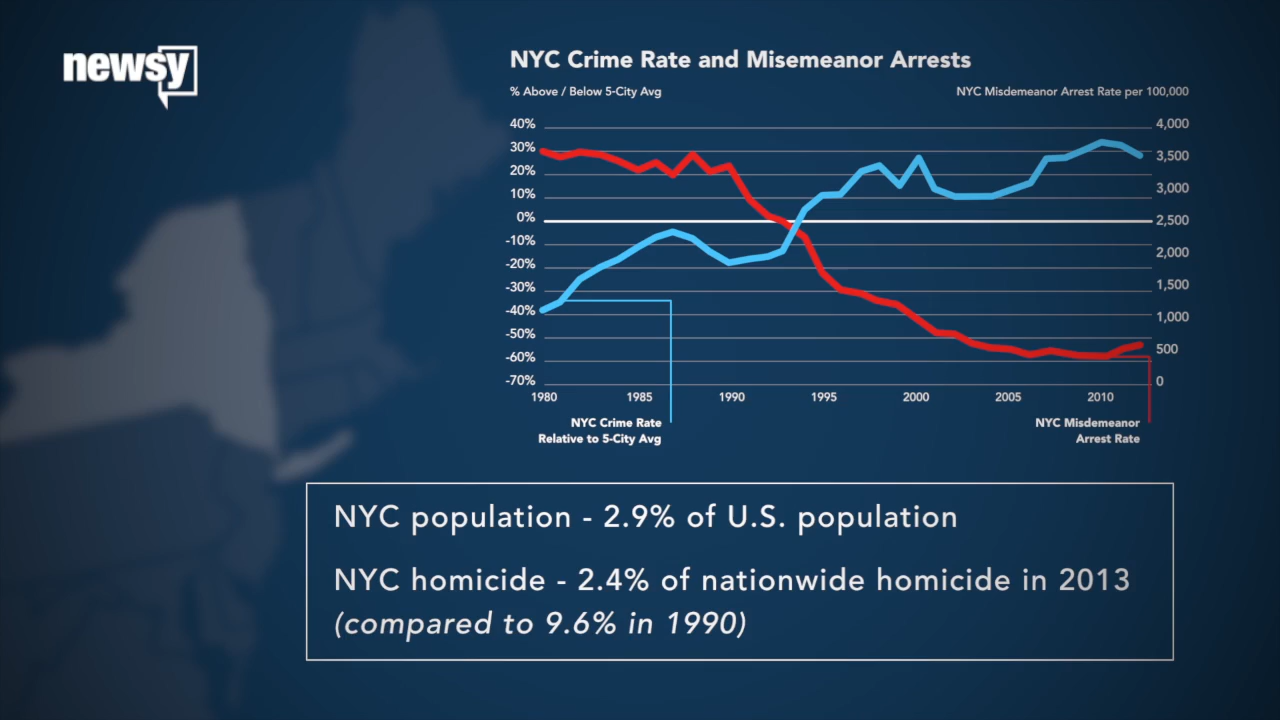 newsy
NYC Crime Rate and Misemeanor Arrests
% Above / Below 5-City Avg
NYC Misdemeanor Arrest Rate per 100,000
40%
30%
20%
10%
0%
-10%
-20%
-30%
-40%
-50%
-60%
-70%
4,000
3,500
3,000
2,500
2,000
1,500
1,000
500
0
1980 1985 1990 1995 2000 2005 2010
NYC Crime Rate
Relative to 5-City Avg
NYC Misdemeanor
Arrest Rate
NYC population - 2.9% of U.S. population
NYC homicide - 2.4% of nationwide homicide in 2013
(compared to 9.6% in 1990)